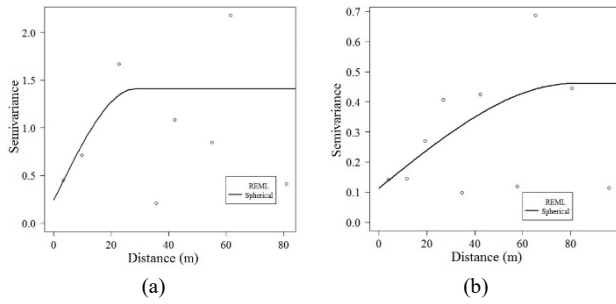 2.0
1.5
1.0
0.5
0.0
Semivariance
REML
Spherical
0 20 40 60 80
Distance (m)
(a)
0.7
0.6
0.5
0.4
0.3
0.2
0.1
0.0
Semivariance
REML
Spherical
0 20 40 60 80
Distance (m)
(b)